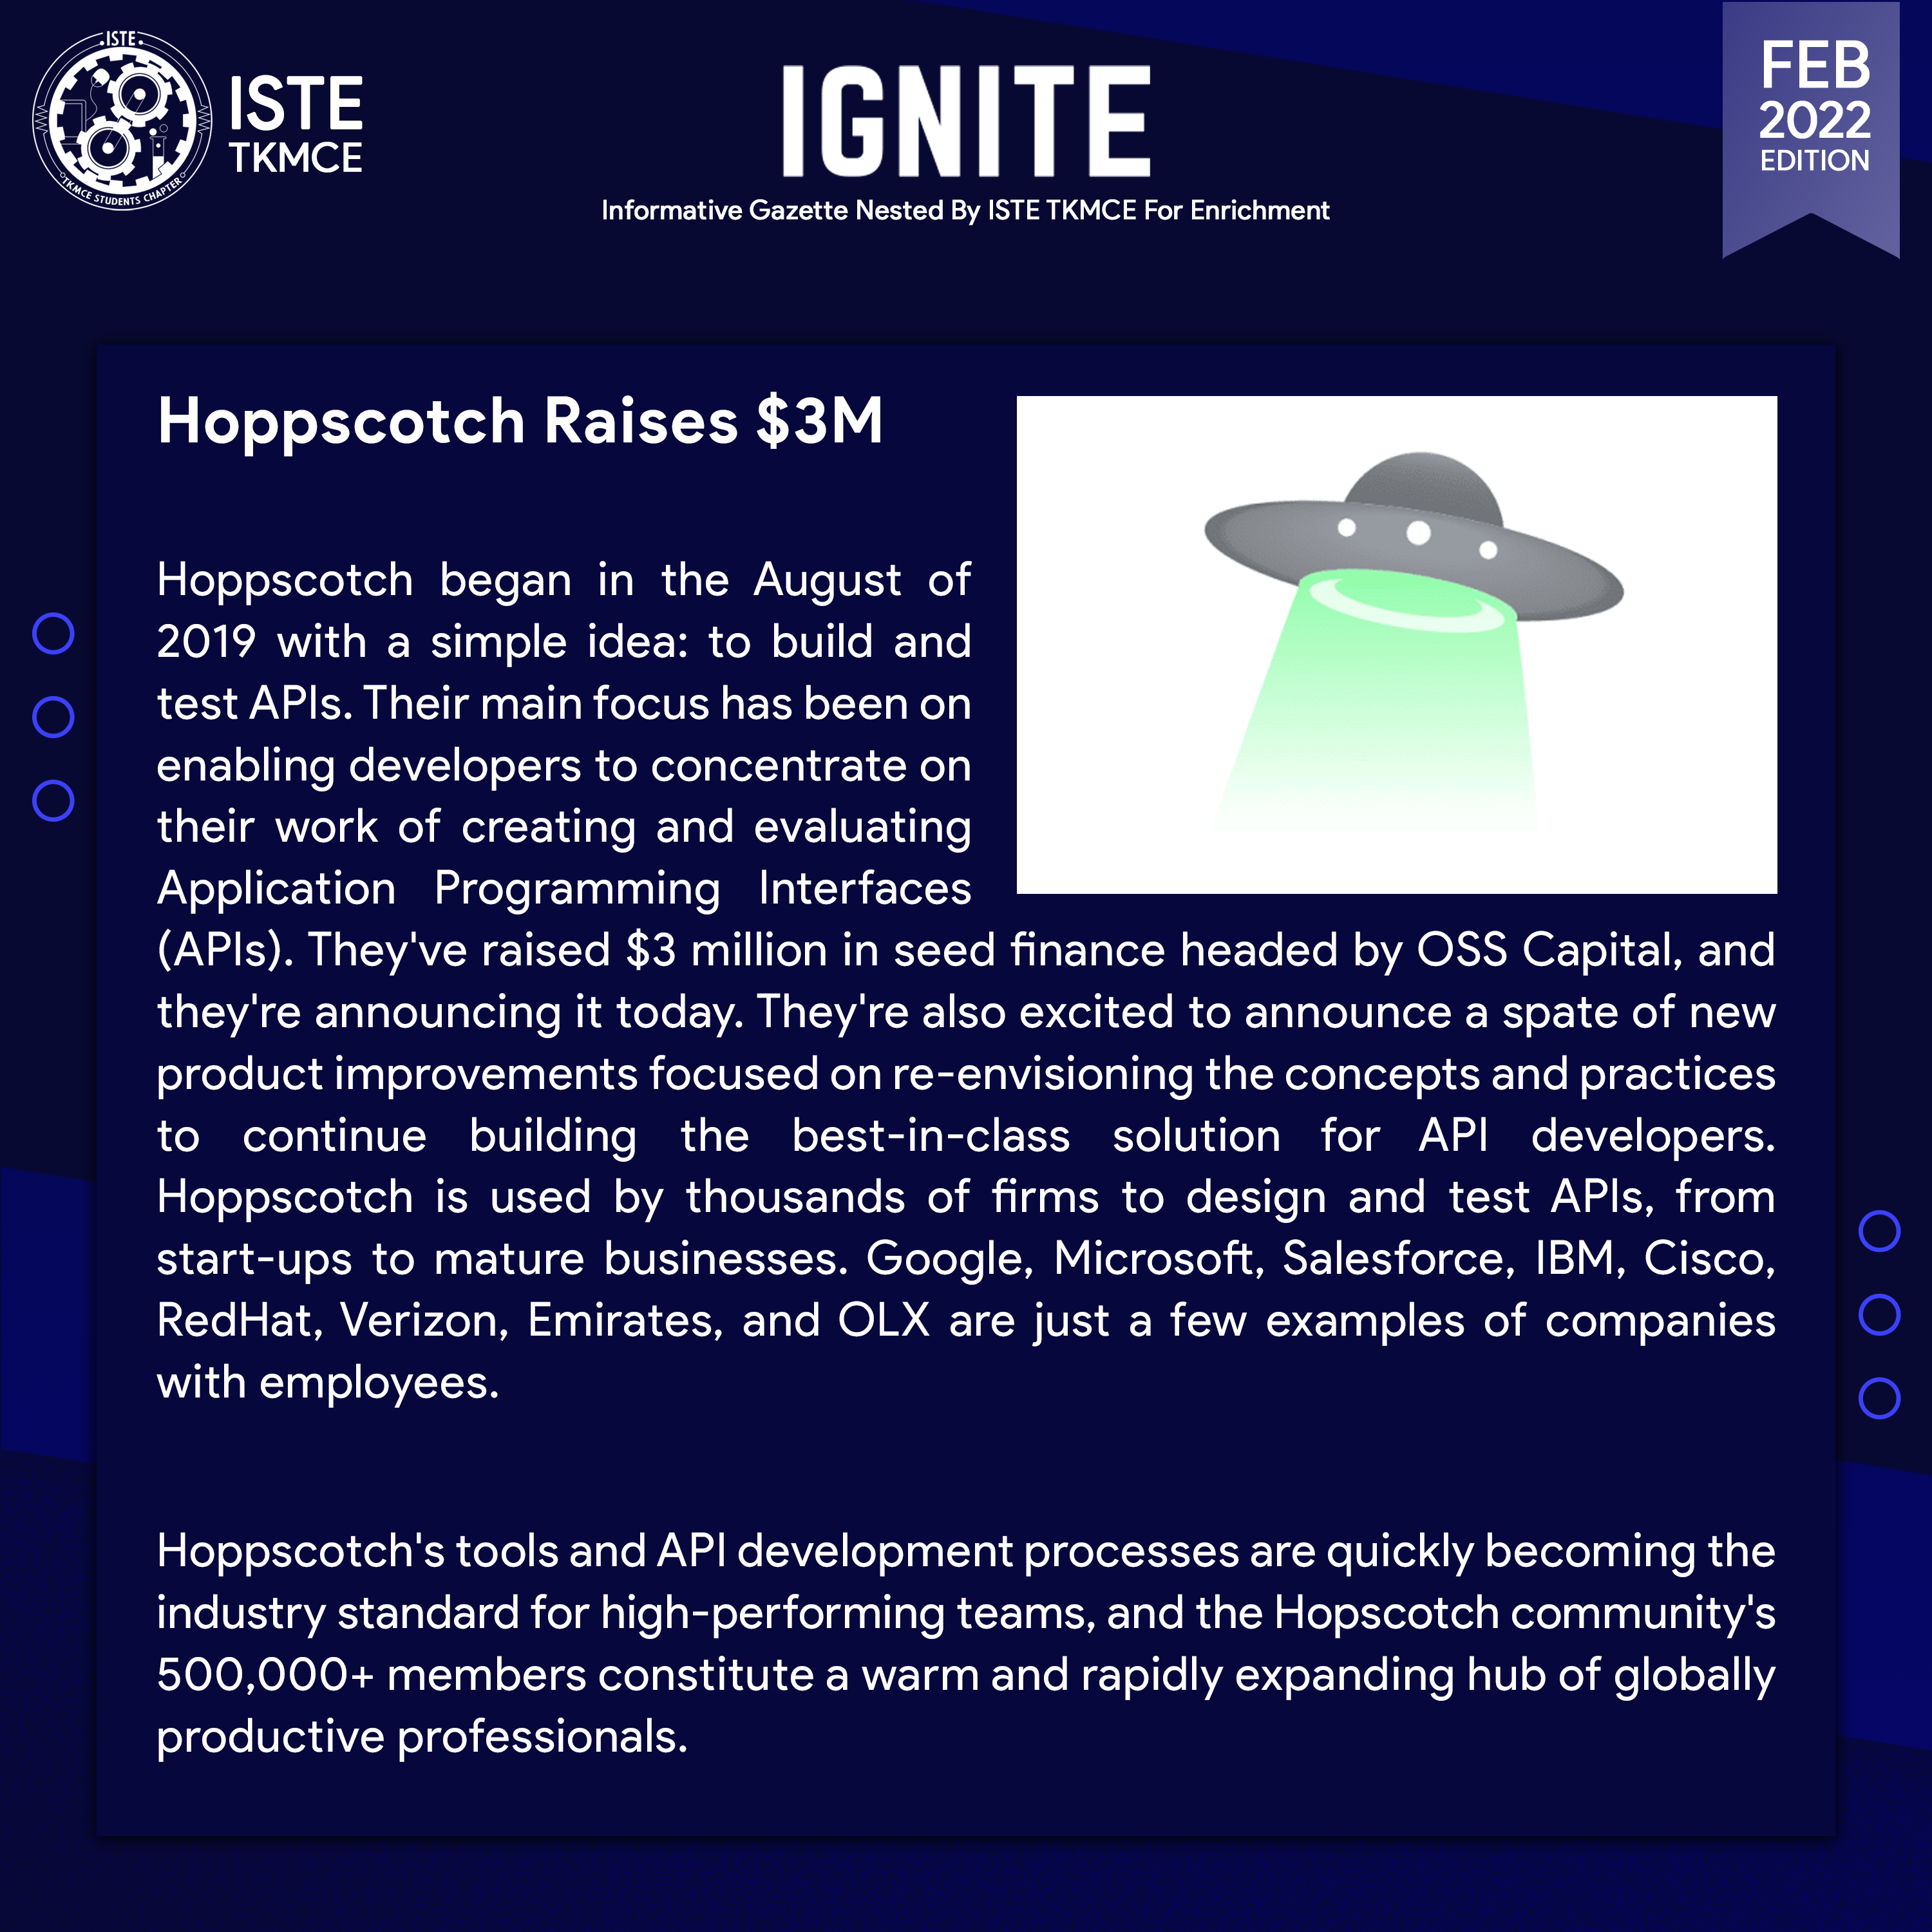 ISTE
TKMCE STUDENTS CHAPTER
ISTE
TKMCE
IGNITE
Informative Gazette Nested By ISTE TKMCE For Enrichment
FEB
2022
EDITION
Hoppscotch Raises $3M
Hoppscotch began in the August of
2019 with a simple idea: to build and
test APIs. Their main focus has been on
enabling developers to concentrate on
their work of creating and evaluating
Application Programming Interfaces
(APIs). They've raised $3 million in seed finance headed by OSS Capital, and
they're announcing it today. They're also excited to announce a spate of new
product improvements focused on re-envisioning the concepts and practices
to continue building the best-in-class solution for API developers.
Hoppscotch is used by thousands of firms to design and test APIs, from
start-ups to mature businesses. Google, Microsoft, Salesforce, IBM, Cisco,
RedHat, Verizon, Emirates, and OLX are just a few examples of companies
with employees.
Hoppscotch's tools and API development processes are quickly becoming the
industry standard for high-performing teams, and the Hopscotch community's
500,000+ members constitute a warm and rapidly expanding hub of globally
productive professionals.